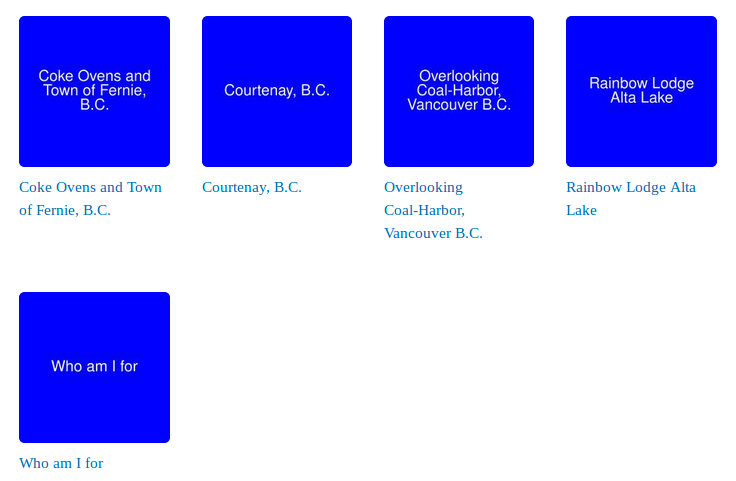 Coke Ovens and
Town of Fernie,
B.C.
Coke Ovens and Town
of Fernie, B.C.
Courtenay, B.C.
Courtenay, B.C.
Overlooking
Coal-Harbor,
Vancouver B.C.
Overlooking
Coal-Harbor,
Vancouver B.C.
Rainbow Lodge
Alta Lake
Rainbow Lodge Alta
Lake
Who am I for
Who am I for